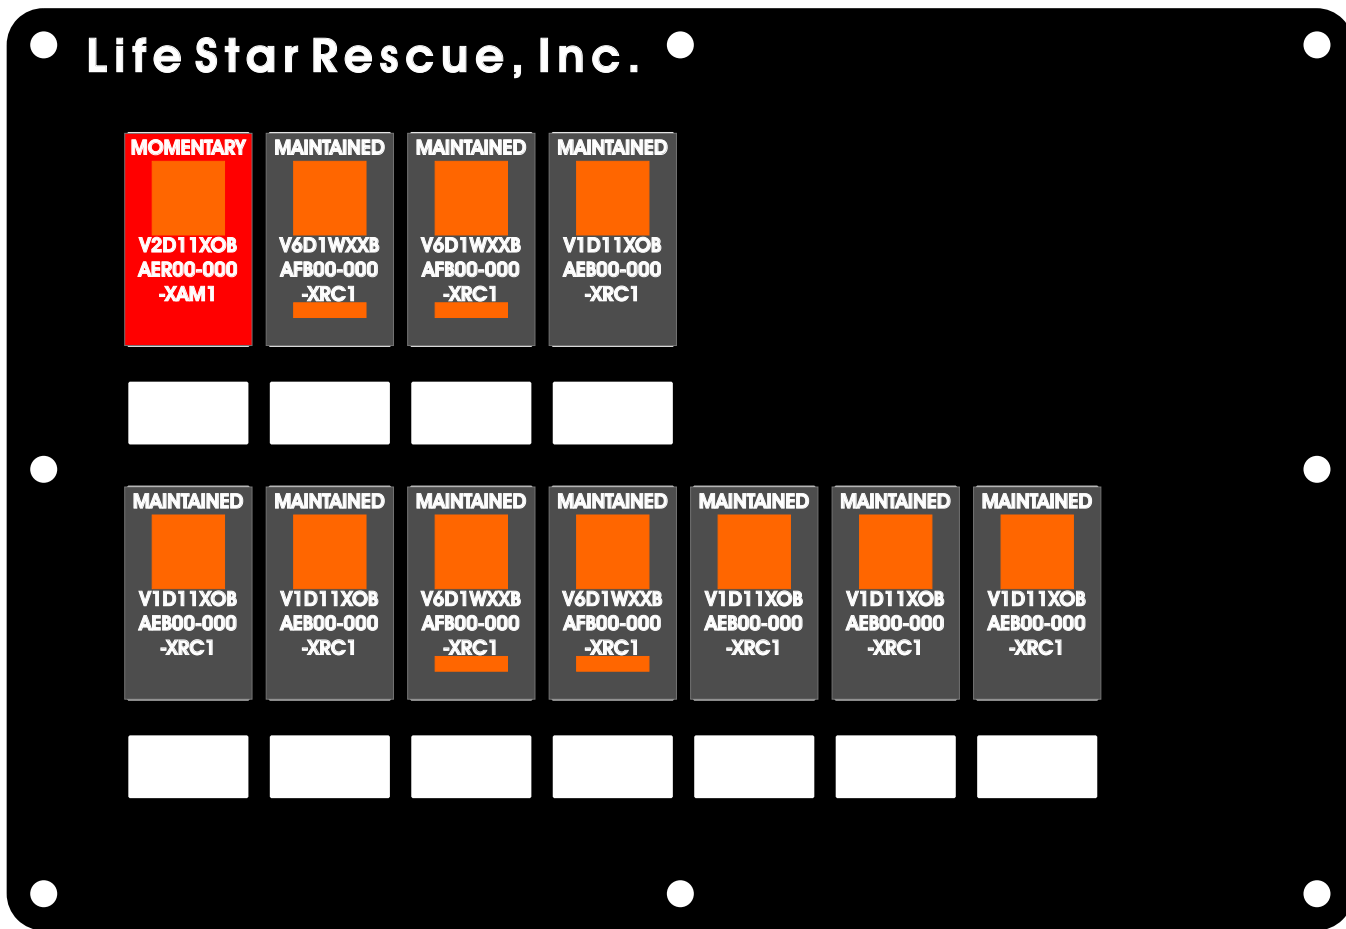 Life Star Rescue, Inc.
MOMENTARY
V2D11XOB
AER00-000
-XAM1
MAINTAINED
V6D1WXXB
AFB00-000
-XRC1
MAINTAINED
V6D1WXXB
AFB00-000
-XRC1
MAINTAINED
V1D11XOB
AEB00-000
-XRC1
MAINTAINED
V1D11XOB
AEB00-000
-XRC1
MAINTAINED
V1D11XOB
AEB00-000
-XRC1
MAINTAINED
V6D1WXXB
AFB00-000
-XRC1
MAINTAINED
V6D1WXXB
AFB00-000
-XRC1
MAINTAINED
V1D11XOB
AEB00-000
-XRC1
MAINTAINED
V1D11XOB
AEB00-000
-XRC1
MAINTAINED
V1D11XOB
AEB00-000
-XRC1